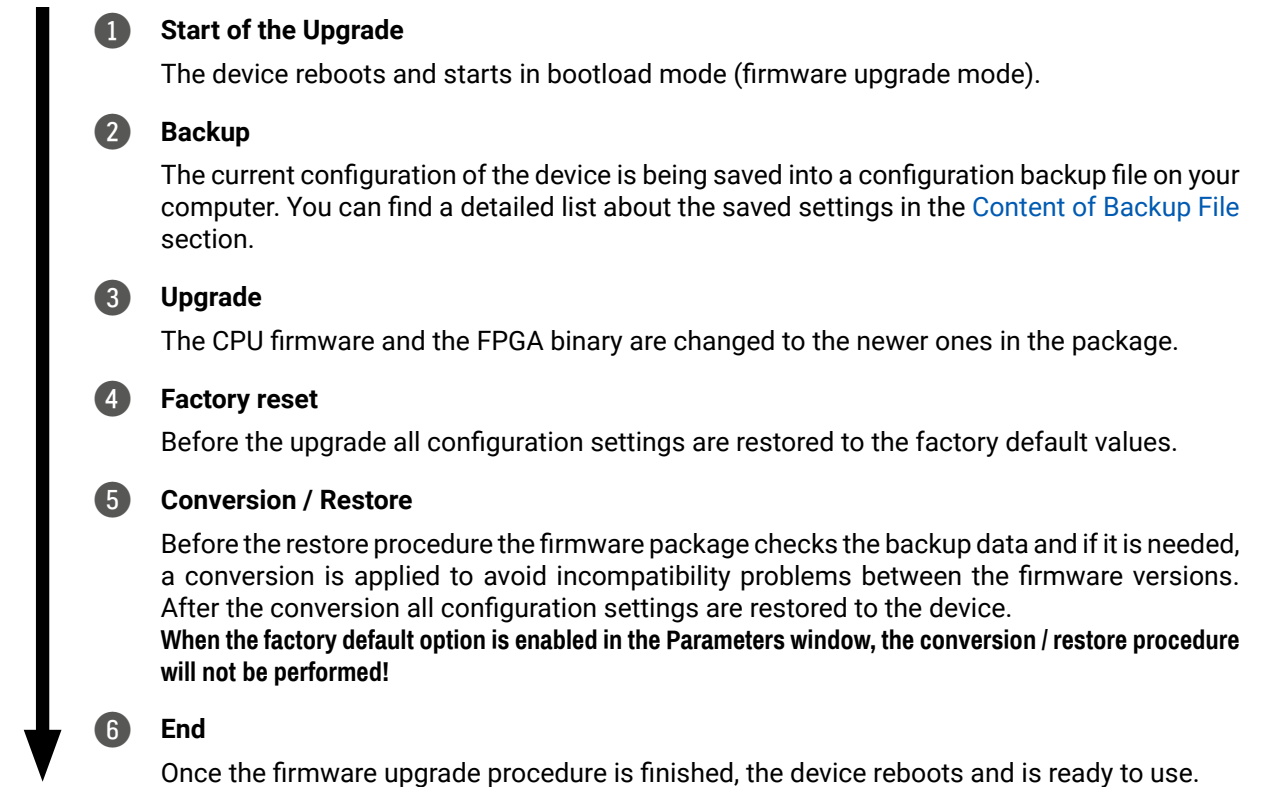 1 Start of the Upgrade
The device reboots and starts in bootload mode (firmware upgrade mode).
2 Backup
The current configuration of the device is being saved into a configuration backup file on your
computer. You can find a detailed list about the saved settings in the Content of Backup File
section.
3 Upgrade
The CPU firmware and the FPGA binary are changed to the newer ones in the package.
4 Factory reset
Before the upgrade all configuration settings are restored to the factory default values.
5 Conversion / Restore
Before the restore procedure the firmware package checks the backup data and if it is needed,
a conversion is applied to avoid incompatibility problems between the firmware versions.
After the conversion all configuration settings are restored to the device.
When the factory default option is enabled in the Parameters window, the conversion / restore procedure
will not be performed!
6 End
Once the firmware upgrade procedure is finished, the device reboots and is ready to use.